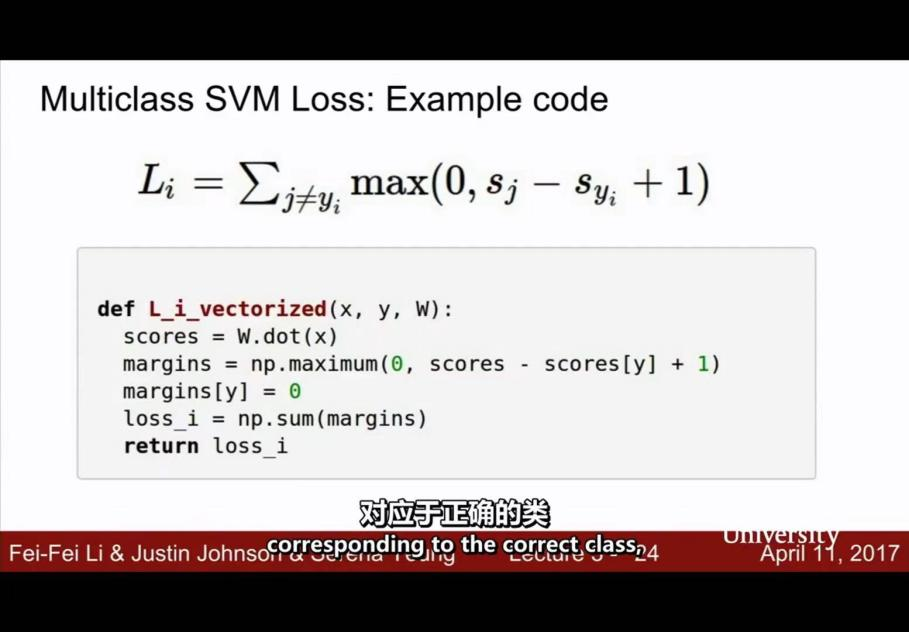 Multiclass SVM Loss: Example code
L_i = ∑_{j≠y_i} max(0, s_j − s_{y_i} + 1)
def L_i_vectorized(x, y, W):
scores = W.dot(x)
margins = np.maximum(0, scores - scores[y] + 1)
margins[y] = 0
loss_i = np.sum(margins)
return loss_i
对应于正确的类
corresponding to the correct class,
University
Fei-Fei Li & Justin Johnson & Serena Yeung Lecture 3 - 24 April 11, 2017